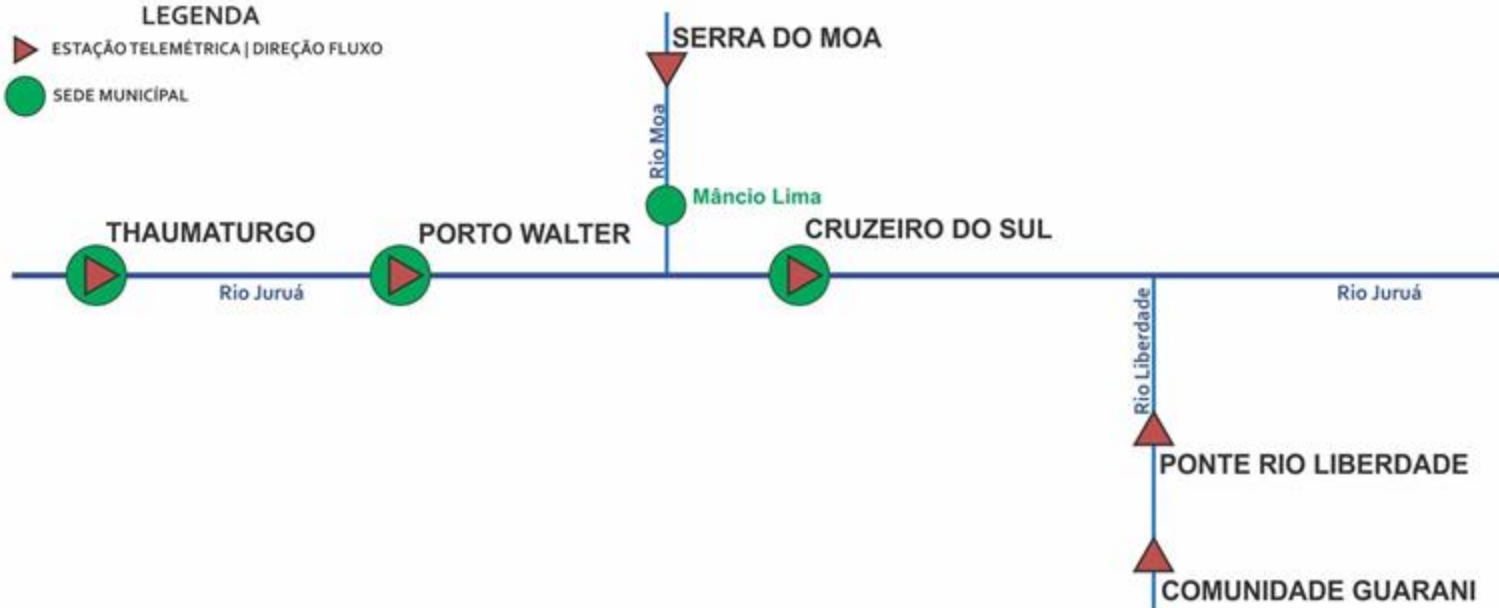 LEGENDA
ESTAÇÃO TELEMÉTRICA | DIREÇÃO FLUXO
SEDE MUNICÍPAL
SERRA DO MOA
Rio Moa
Mâncio Lima
THAUMATURGO
PORTO WALTER
CRUZEIRO DO SUL
Rio Juruá
Rio Juruá
Rio Liberdade
PONTE RIO LIBERDADE
COMUNIDADE GUARANI